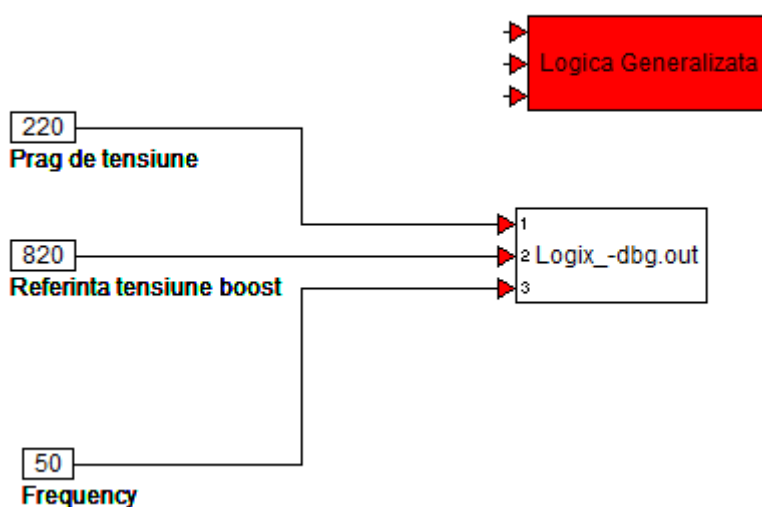 Logica Generalizata
220
Prag de tensiune
1
820
Referinta tensiune boost
2 Logix_-dbg.out
3
50
Frequency